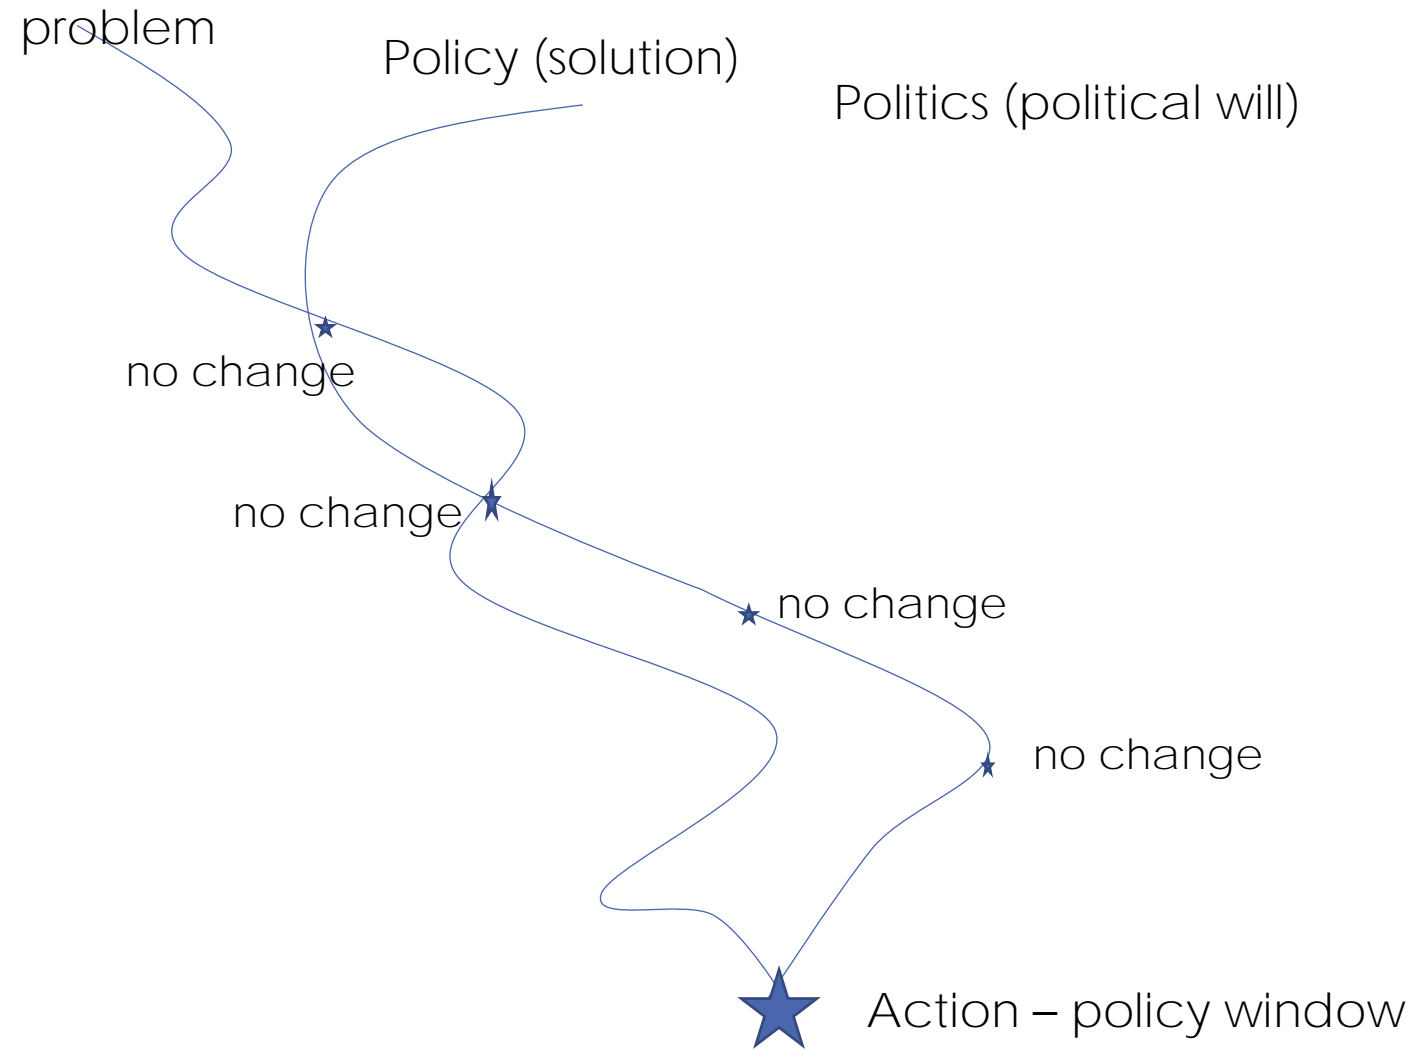 problem
Policy (solution)
Politics (political will)
no change
no change
no change
no change
Action – policy window